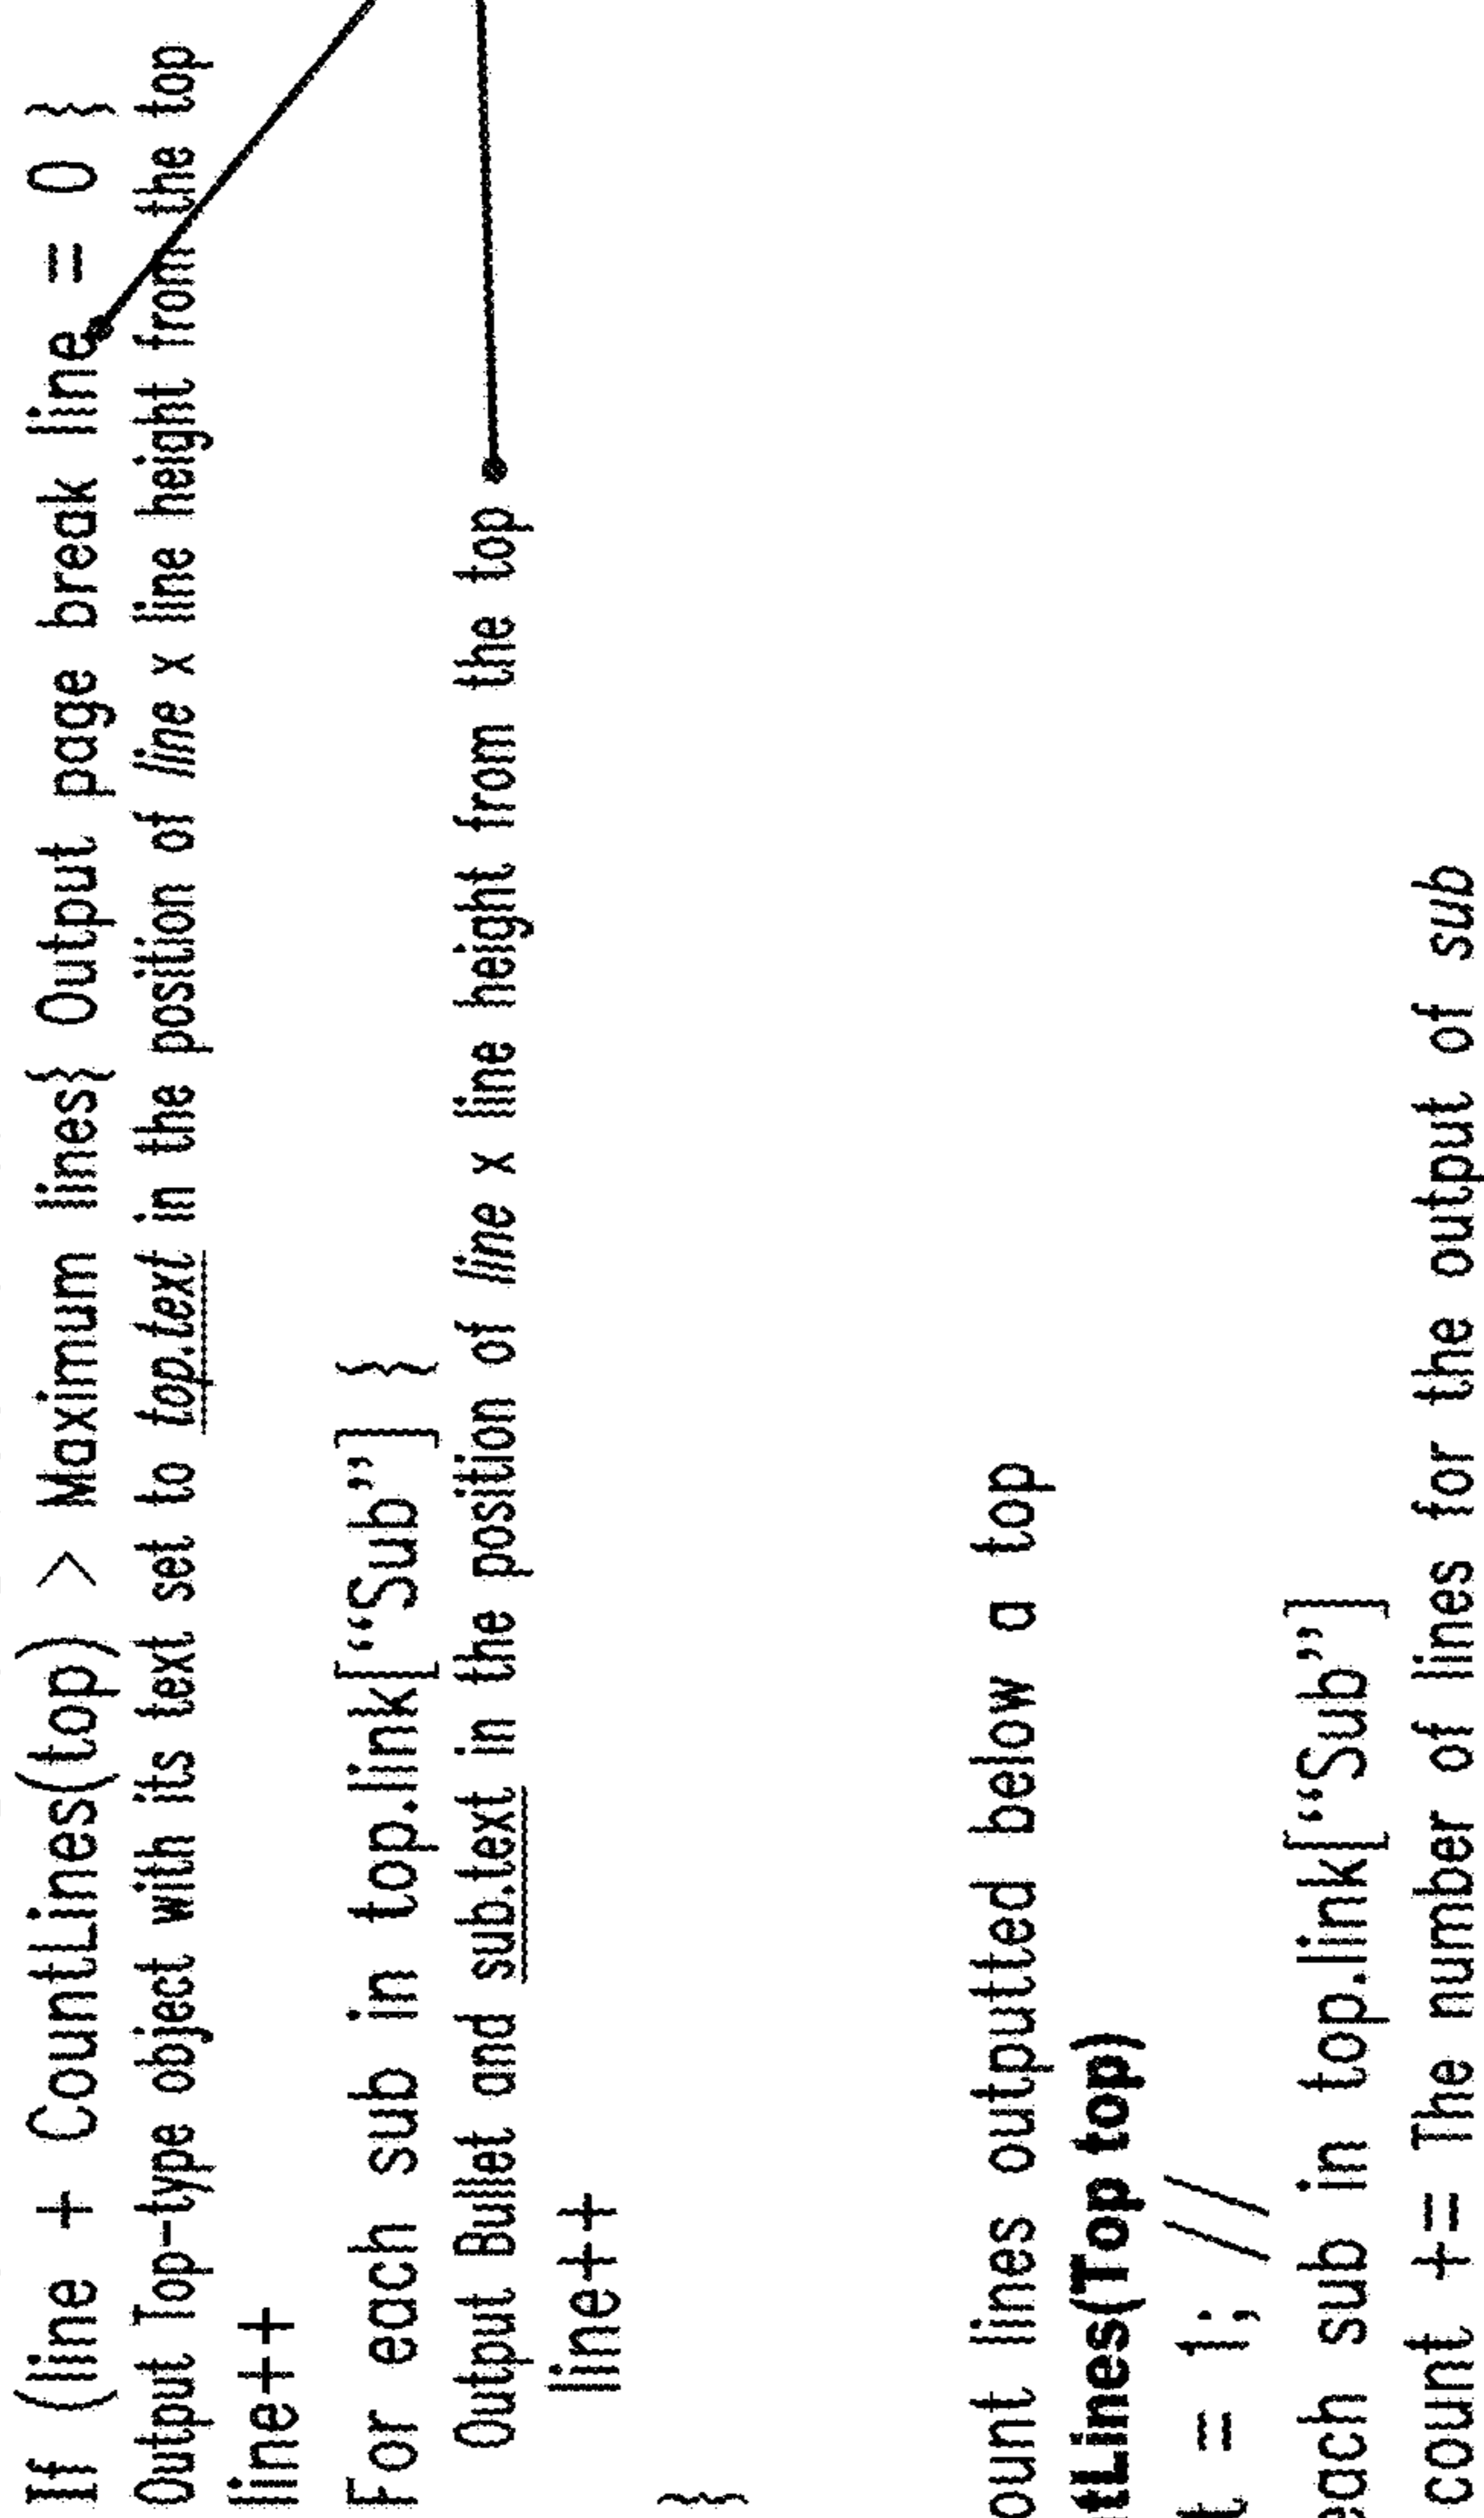 If (line + CountLines(top) > Maximum lines{ Output page break line = 0 }
Output Top-type object with its text set to top.text in the position of line x line height from the top
line++
For each sub in top.link[“Sub”] }
Output Bullet and sub.text in the position of line x line height from the top
line++
}
ount lines outputted below a top
tLines(Top top)
t = 1; //
each sub in top.link[“Sub”]
count += The number of lines for the output of sub